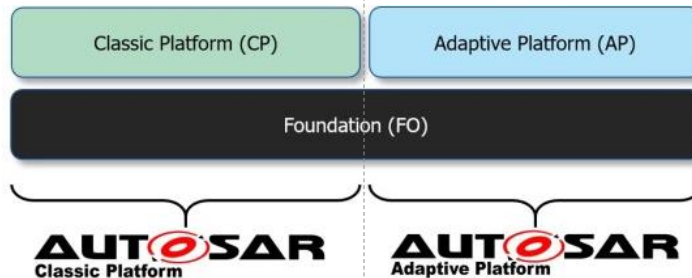 Classic Platform (CP)
Adaptive Platform (AP)
Foundation (FO)
AUTOSAR
Classic Platform
AUTOSAR
Adaptive Platform